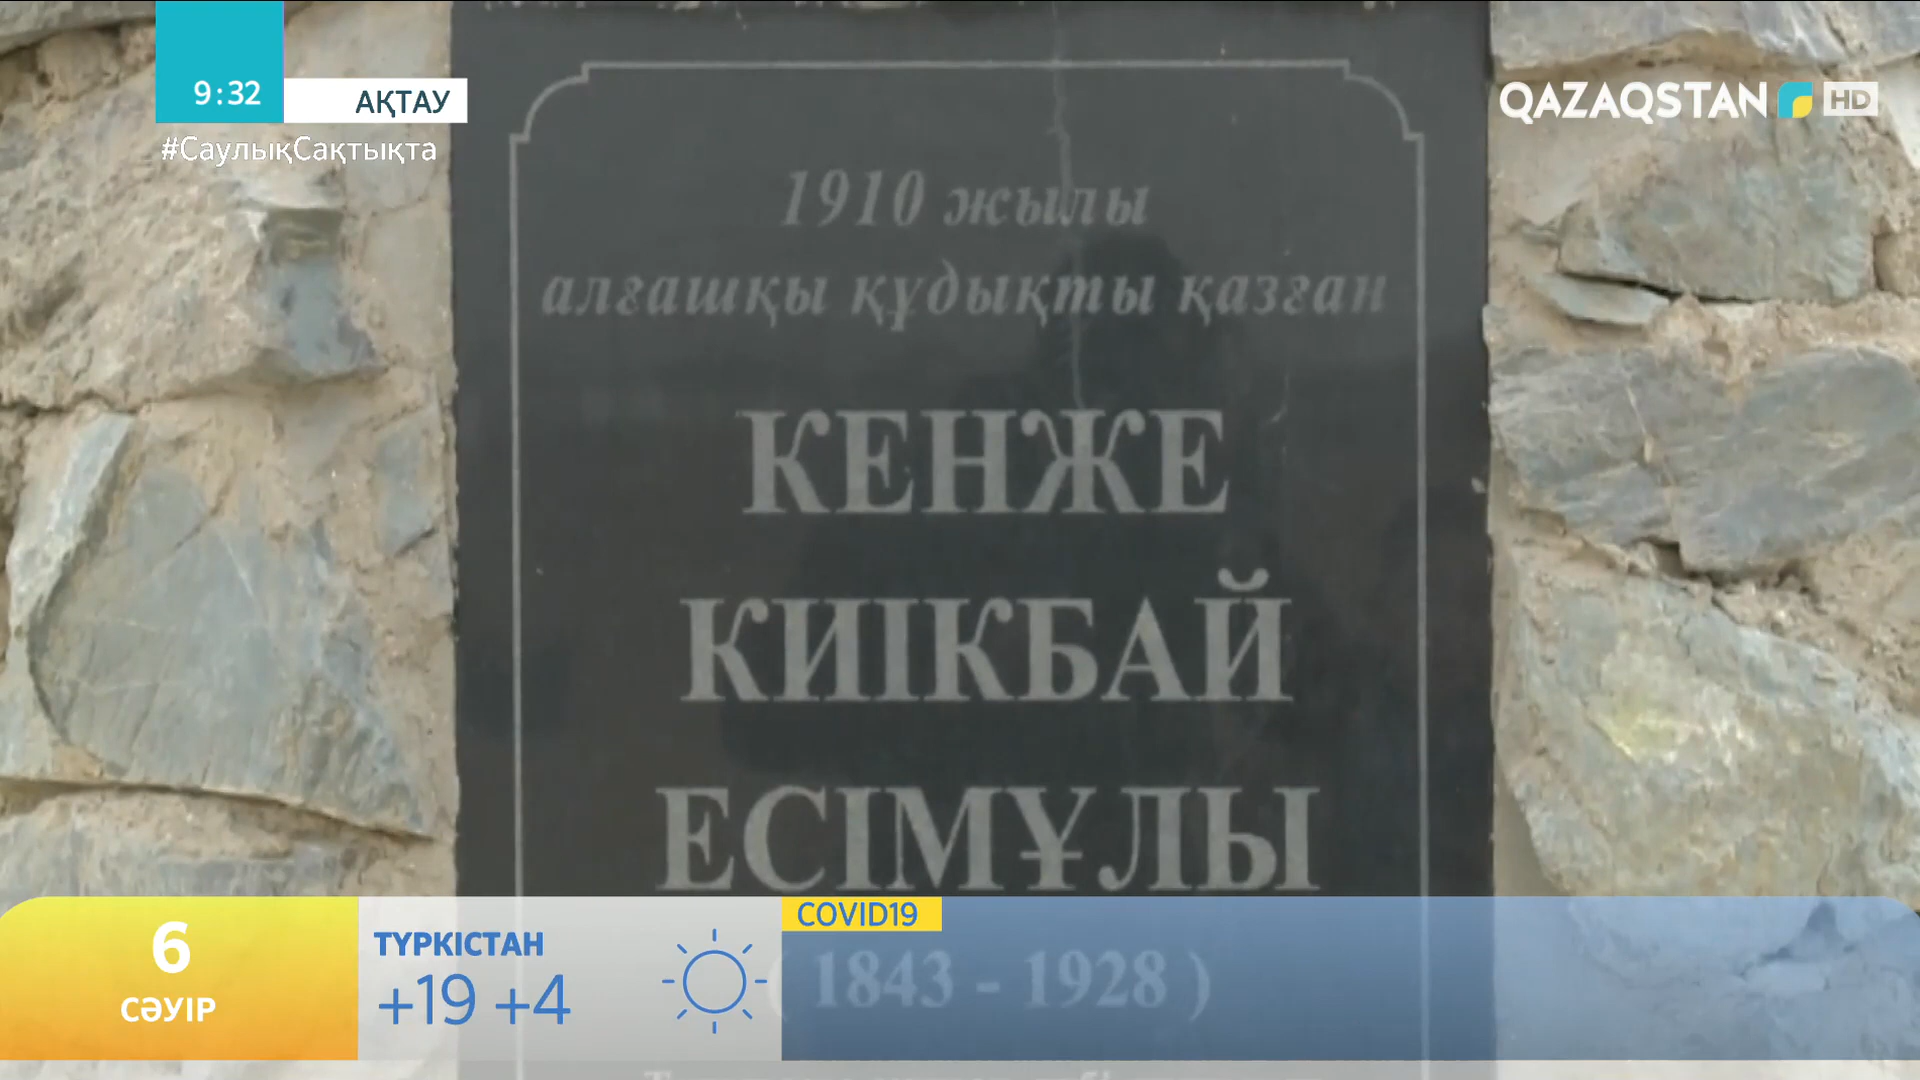 9:32
АҚТАУ
#СаулықСақтықта
QAZAQSTAN HD
1910 жылы
алғашқы құдықты қазған
КЕНЖЕ
КИІКБАЙ
ЕСІМҰЛЫ
( 1843 - 1928 )
6
СӘУІР
ТҮРКІСТАН
+19 +4
COVID19